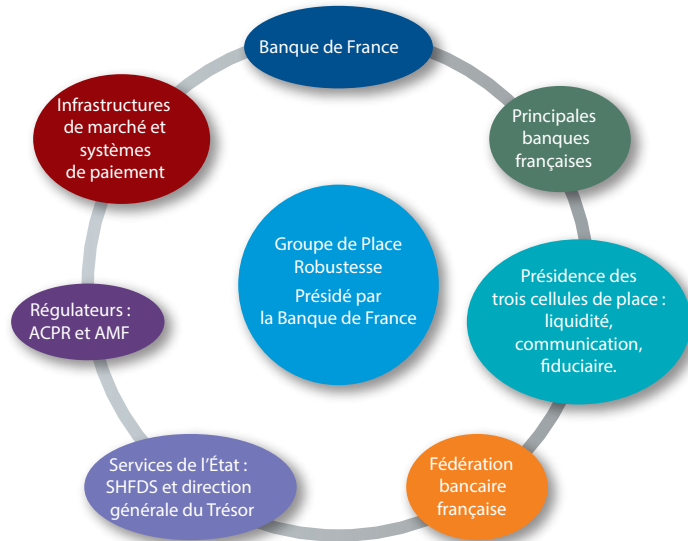 Banque de France
Principales
banques
françaises
Présidence des
trois cellules de place :
liquidité,
communication,
fiduciaire.
Fédération
bancaire
française
Services de l'État :
SHFDS et direction
générale du Trésor
Régulateurs :
ACPR et AMF
Infrastructures
de marché et
systèmes
de paiement
Groupe de Place
Robustesse
Présidé par
la Banque de France